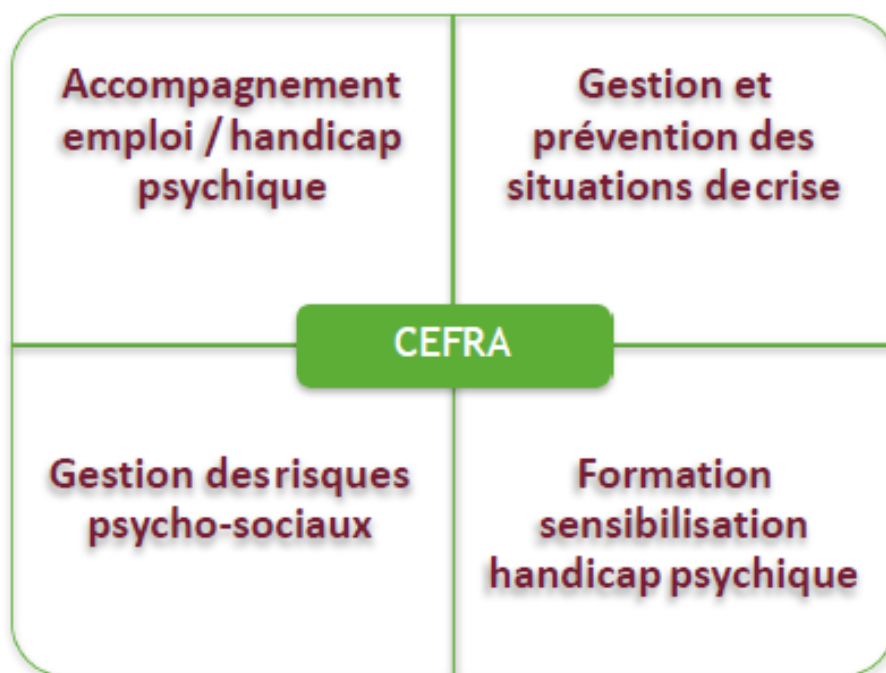 Accompagnement
emploi / handicap
psychique
Gestion et
prévention des
situations decrise
CEFRA
Gestion desrisques
psycho-sociaux
Formation
sensibilisation
handicap psychique